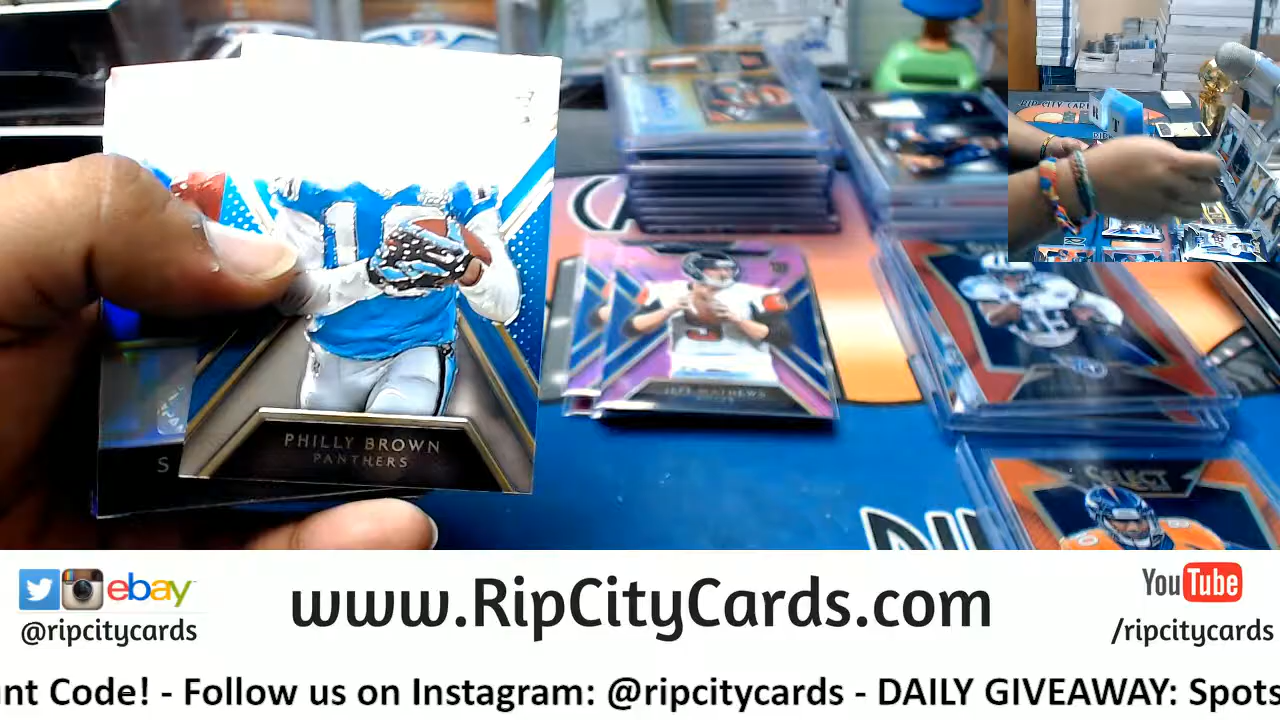 PHILLY BROWN
PANTHERS
JEFF MATHEWS
SELECT
ebay
@ripcitycards
www.RipCityCards.com
YouTube
/ripcitycards
nt Code! - Follow us on Instagram: @ripcitycards - DAILY GIVEAWAY: Spots